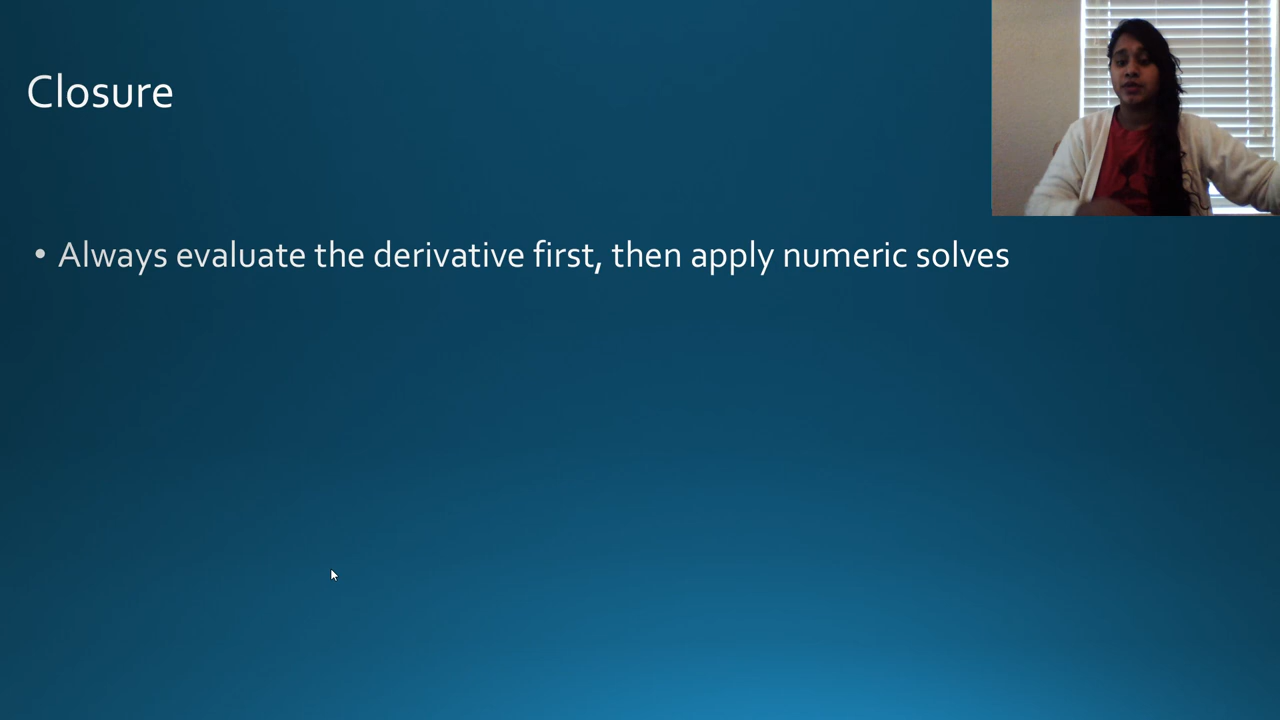 Closure
• Always evaluate the derivative first, then apply numeric solves